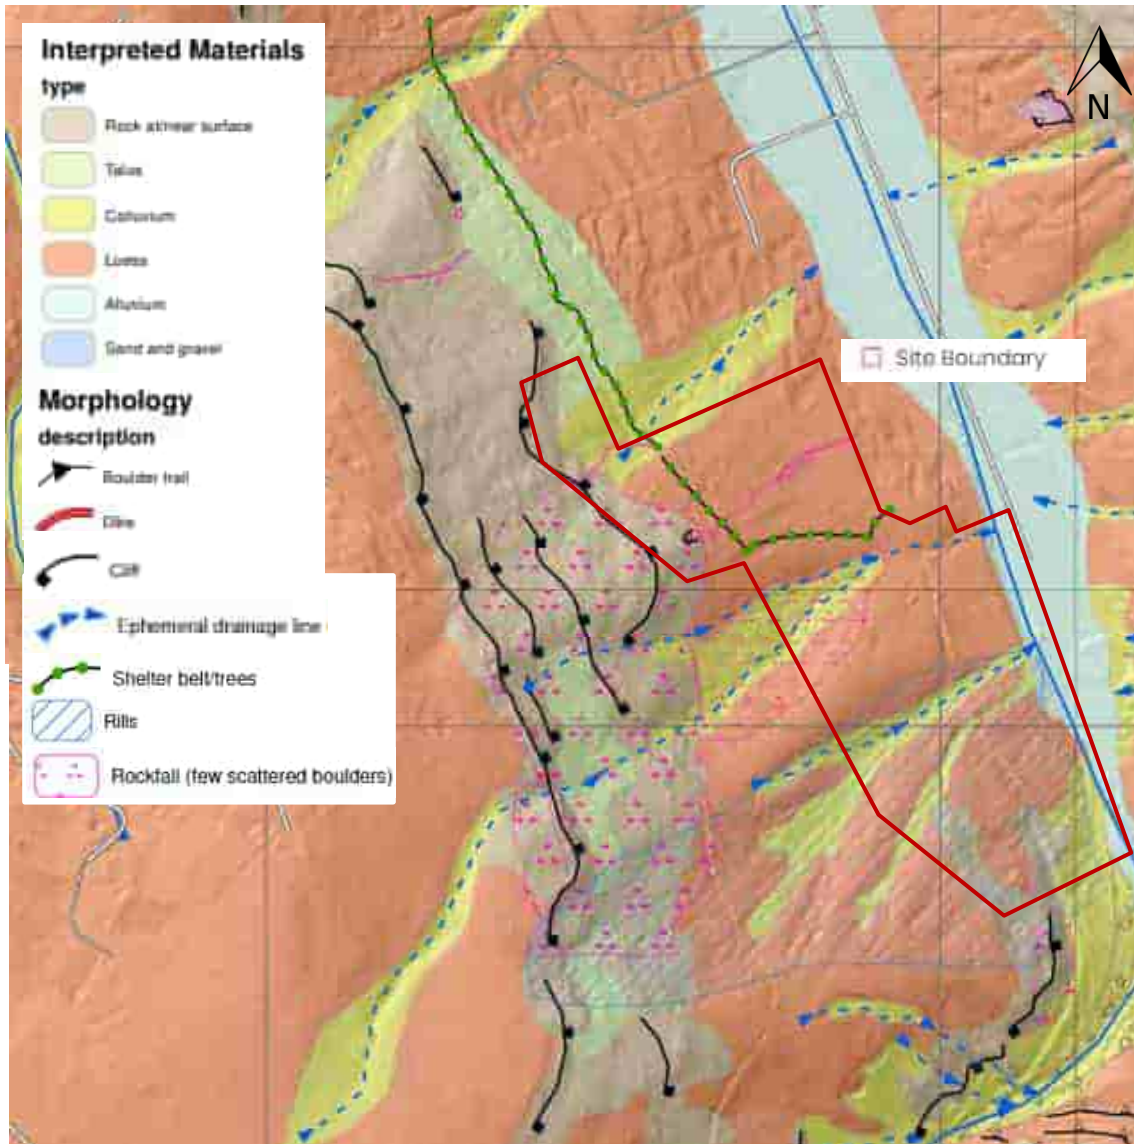 Interpreted Materials
type
Rock at/near surface
Talus
Colluvium
Loess
Alluvium
Sand and gravel
Morphology
description
Boulder trail
Dike
Cliff
Ephemeral drainage line
Shelter belt/trees
Rills
Rockfall (few scattered boulders)
N
Site Boundary